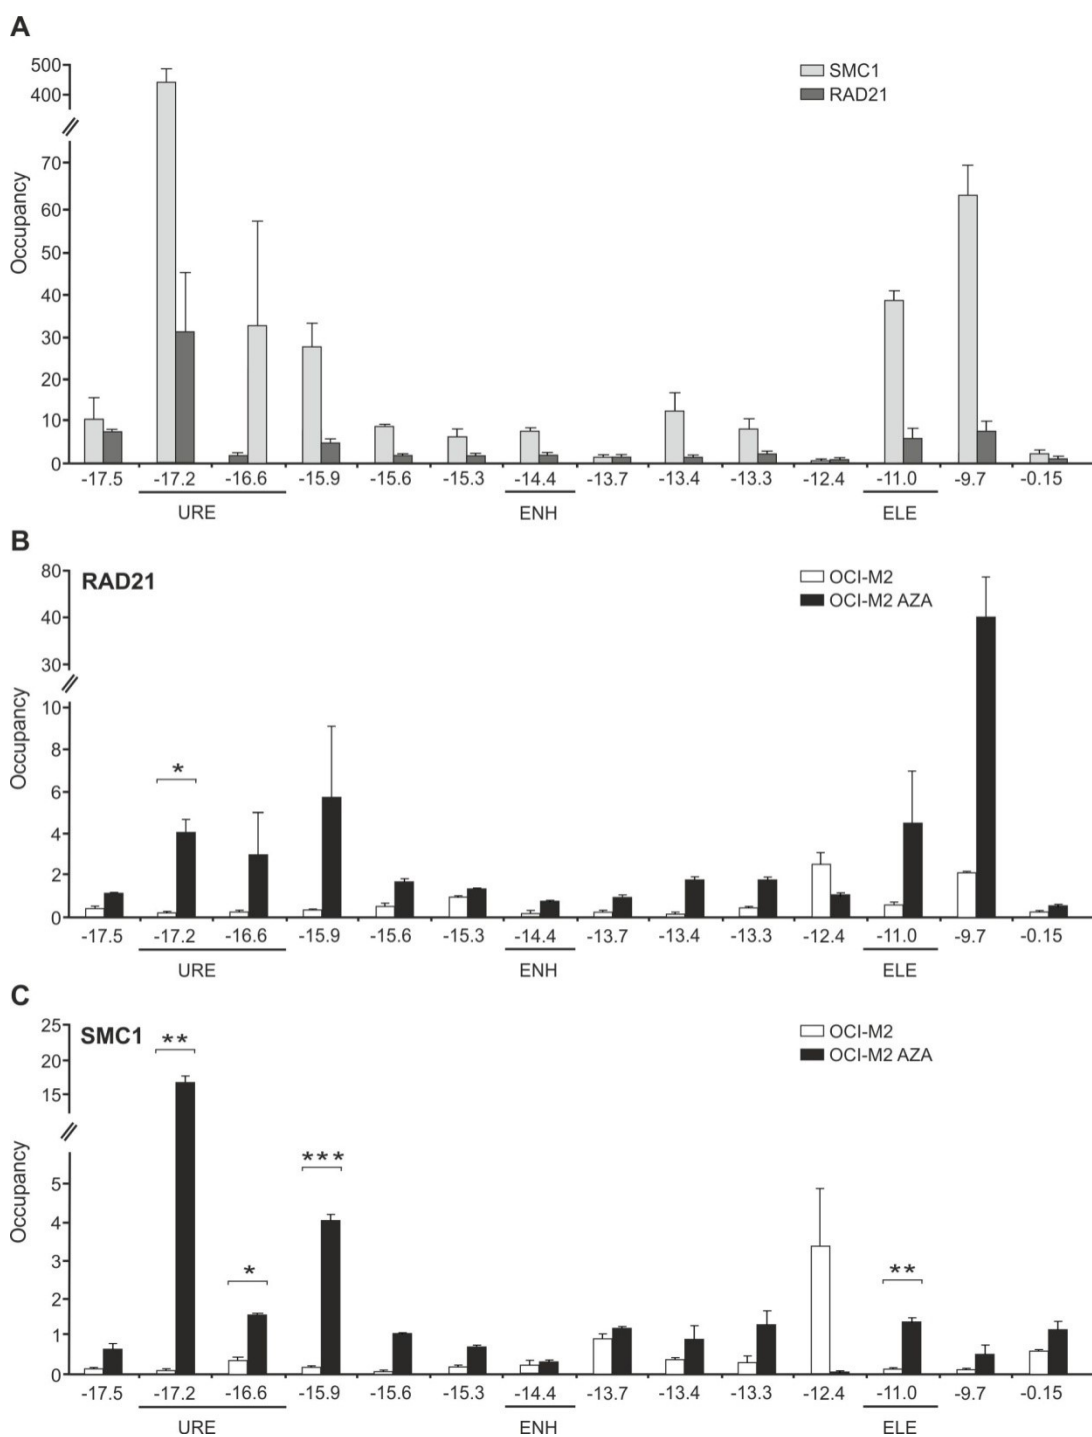 A
500
400
70
60
50
40
30
20
10
0
Occupancy
SMC1
RAD21
-17.5 -17.2 -16.6 -15.9 -15.6 -15.3 -14.4 -13.7 -13.4 -13.3 -12.4 -11.0 -9.7 -0.15
URE ENH ELE
B
RAD21
80
40
30
10
8
6
4
2
0
Occupancy
OCI-M2
OCI-M2 AZA
*
-17.5 -17.2 -16.6 -15.9 -15.6 -15.3 -14.4 -13.7 -13.4 -13.3 -12.4 -11.0 -9.7 -0.15
URE ENH ELE
C
SMC1
25
20
15
5
4
3
2
1
0
Occupancy
OCI-M2
OCI-M2 AZA
**
*
***
**
-17.5 -17.2 -16.6 -15.9 -15.6 -15.3 -14.4 -13.7 -13.4 -13.3 -12.4 -11.0 -9.7 -0.15
URE ENH ELE